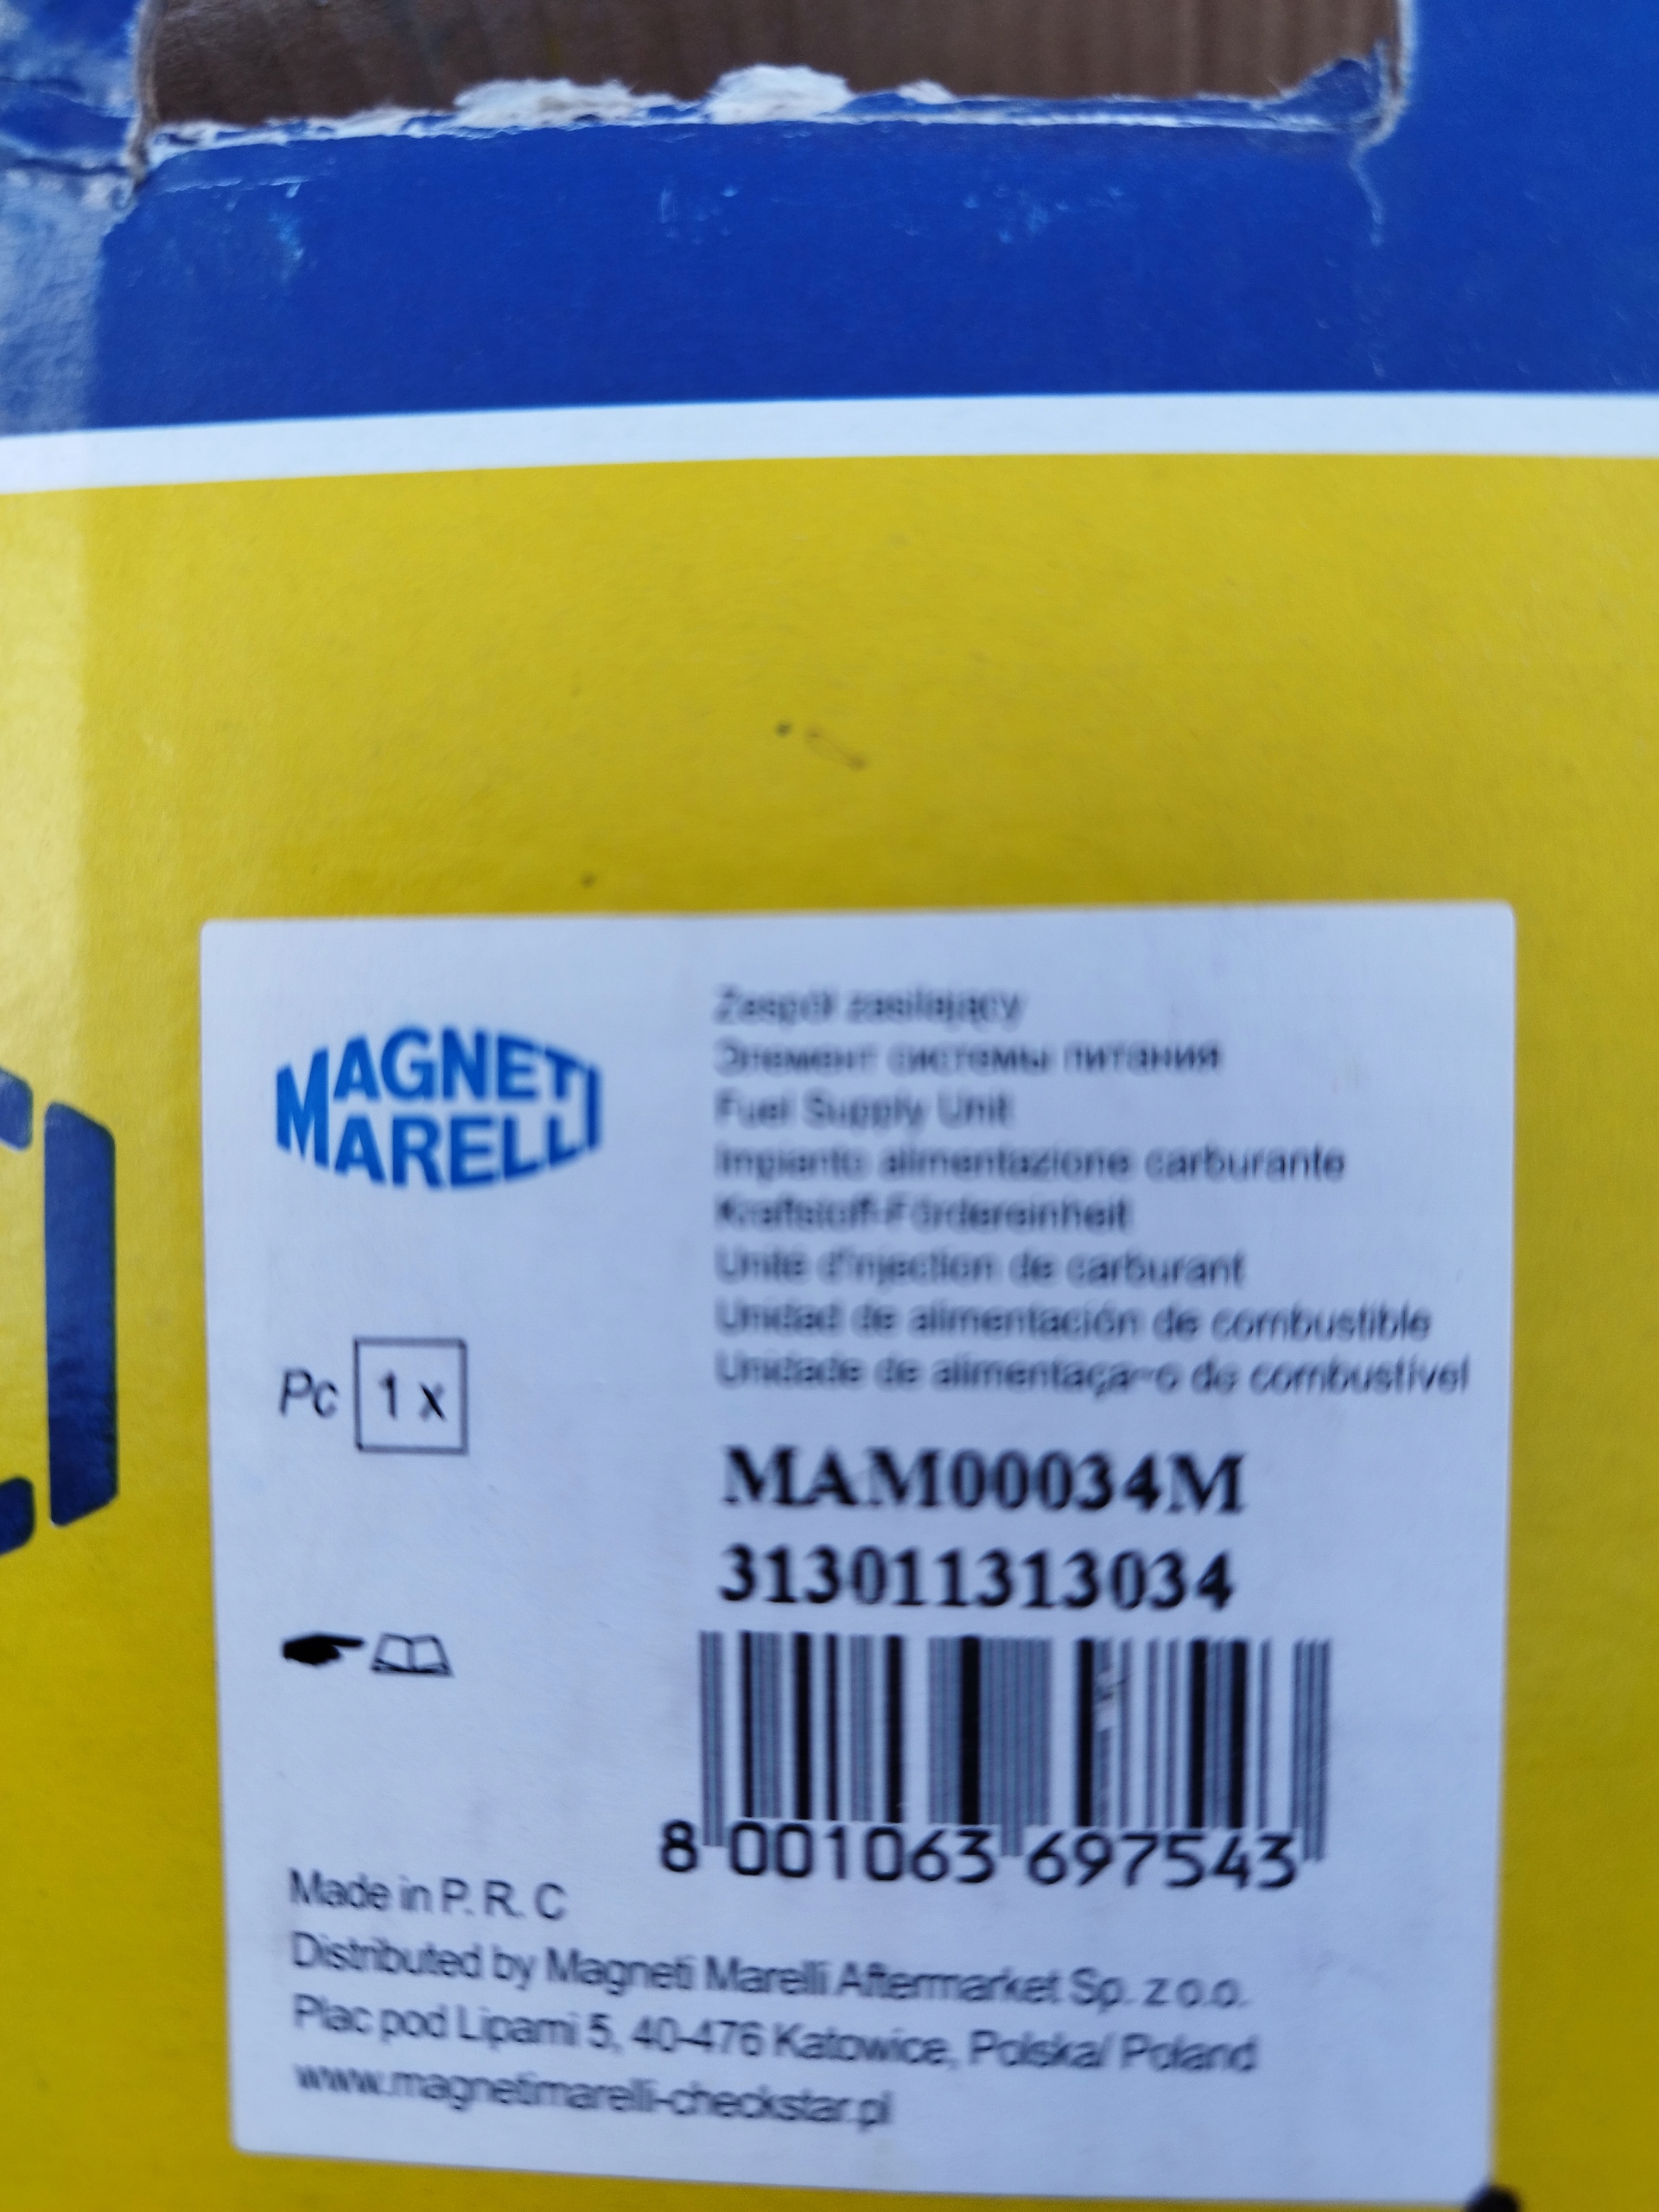 MAGNETI
MARELLI
Zespół zasilający
Элемент системы питания
Fuel Supply Unit
Impianto alimentazione carburante
Kraftstoff-Fördereinheit
Unité d'injection de carburant
Unidad de alimentación de combustible
Unidade de alimentaça~o de combustível
Pc 1 x
MAM00034M
313011313034
8 001063 697543
Made in P. R. C
Distributed by Magneti Marelli Aftermarket Sp. z o.o.
Plac pod Lipami 5, 40-476 Katowice, Polska/ Poland
www.magnetimarelli-checkstar.pl